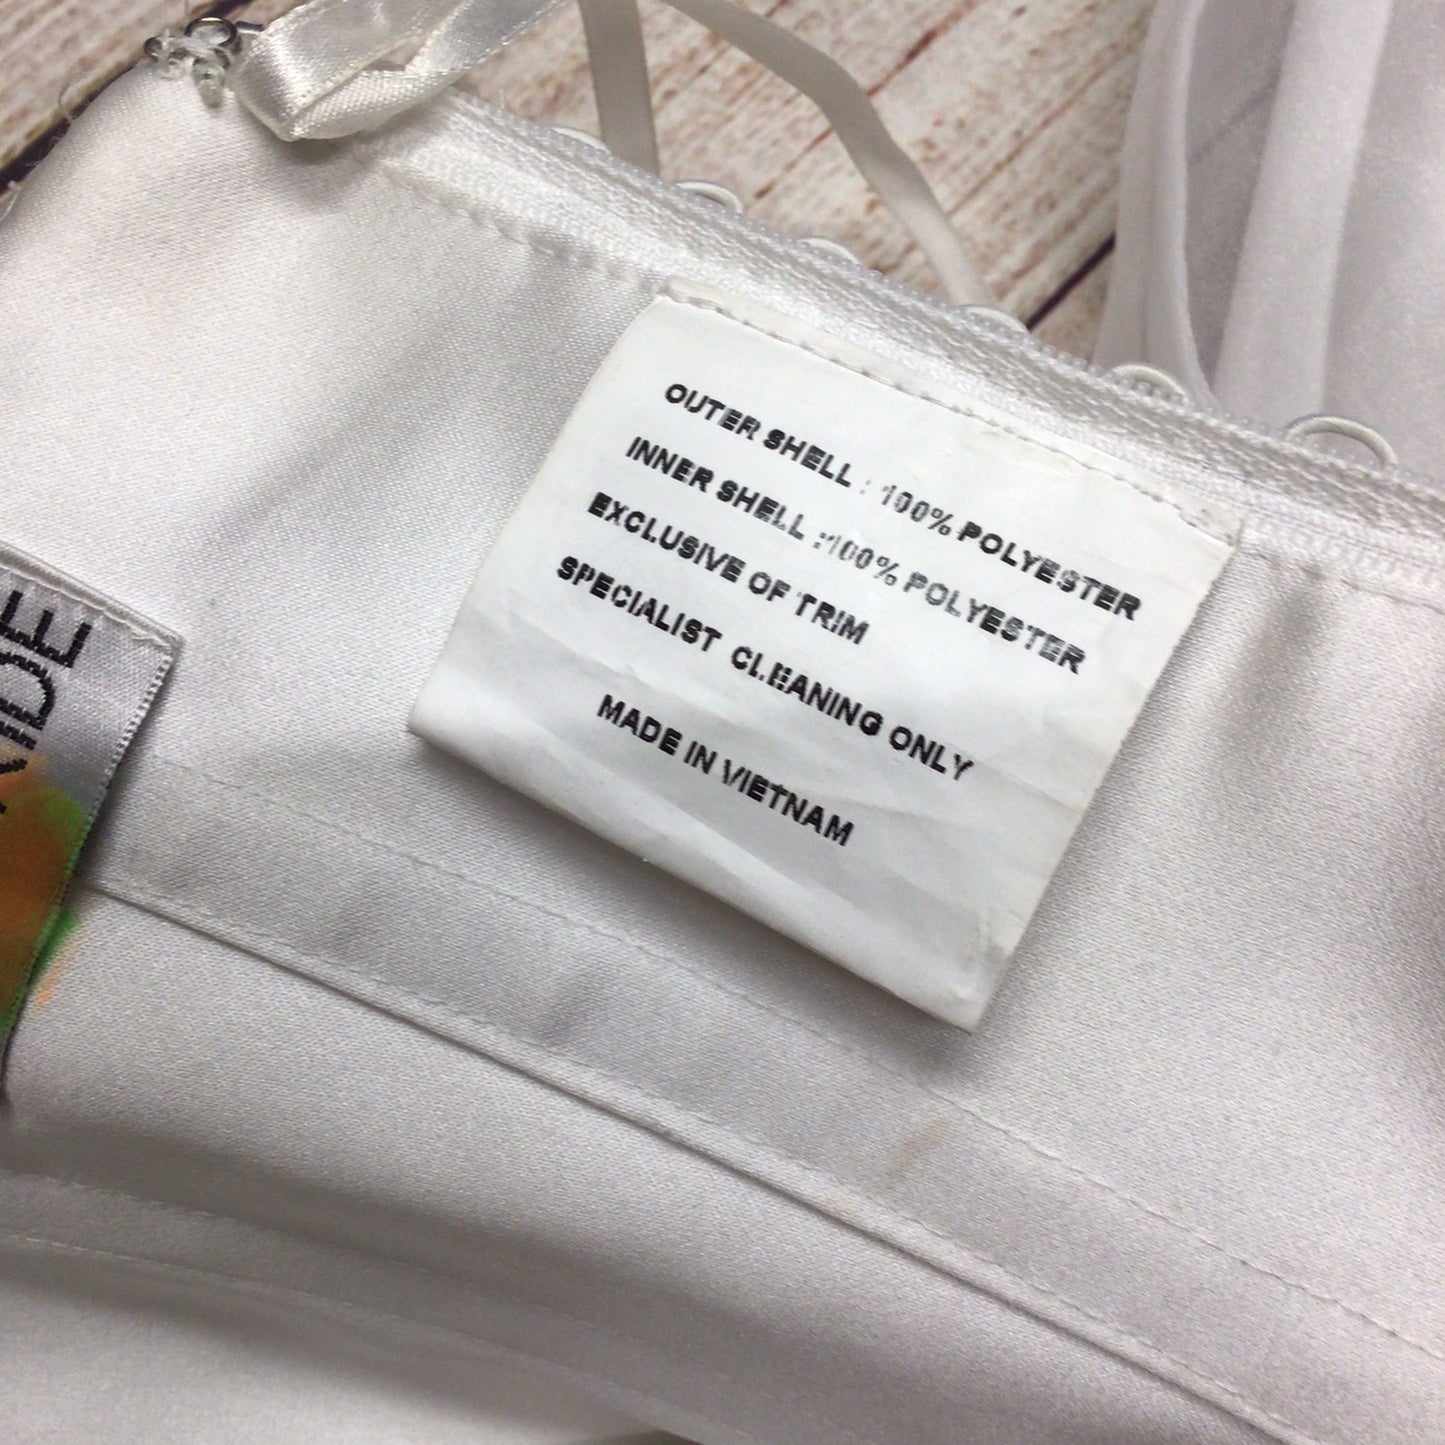 OUTER SHELL : 100% POLYESTER
INNER SHELL :100% POLYESTER
EXCLUSIVE OF TRIM
SPECIALIST CLEANING ONLY
MADE IN VIETNAM